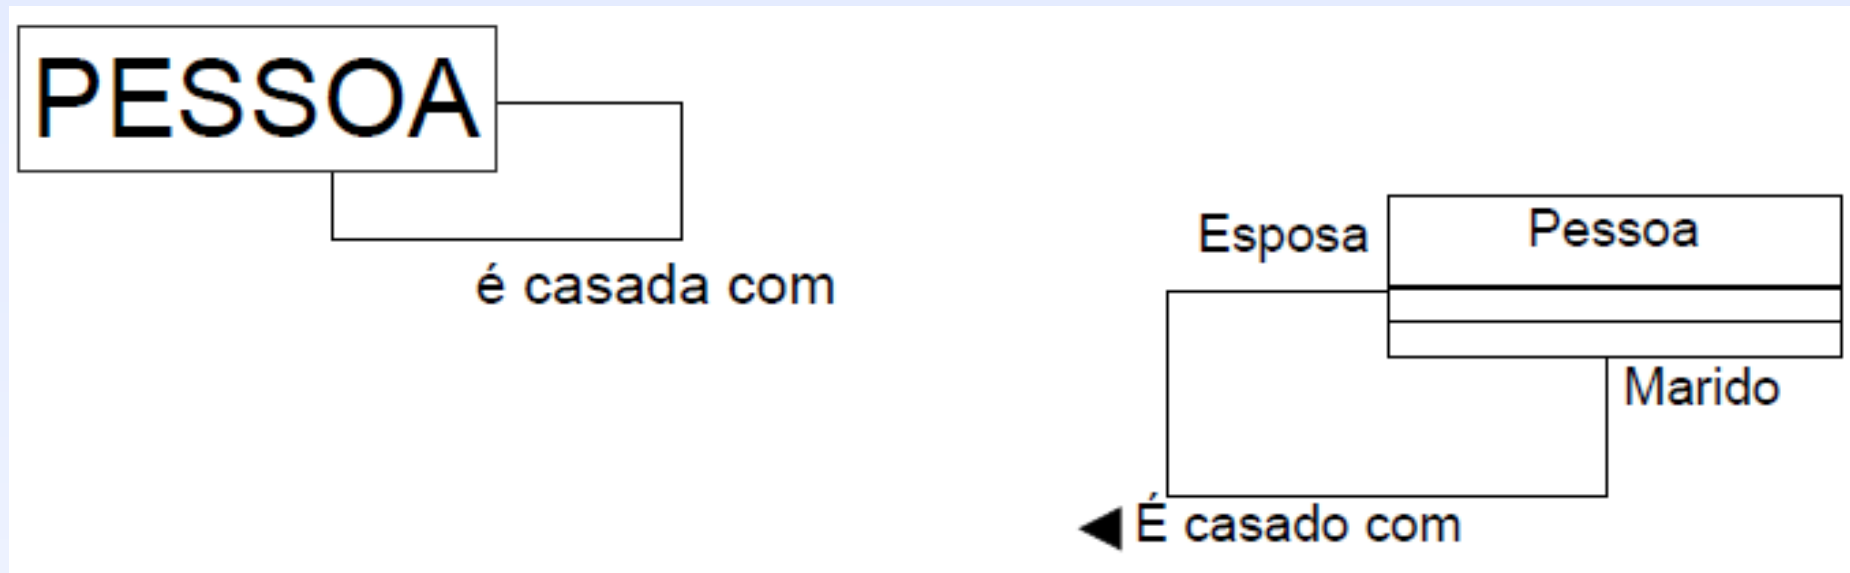 PESSOA
é casada com
Esposa
Pessoa
Marido
É casado com